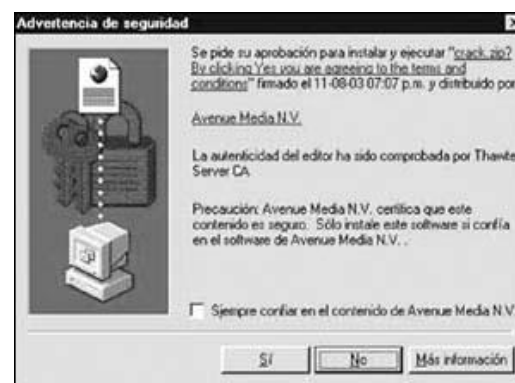 Advertencia de seguridad
Se pide su aprobación para instalar y ejecutar "crack.zip?
By clicking Yes you are agreeing to the terms and
conditions" firmado el 11-08-03 07:07 p.m. y distribuido por
Avenue Media N.V.
La autenticidad del editor ha sido comprobada por Thawte
Server CA
Precaución: Avenue Media N.V. certifica que este
contenido es seguro. Sólo instale este software si confía
en el software de Avenue Media N.V. .
Siempre confiar en el contenido de Avenue Media N.V
Sí No Más información